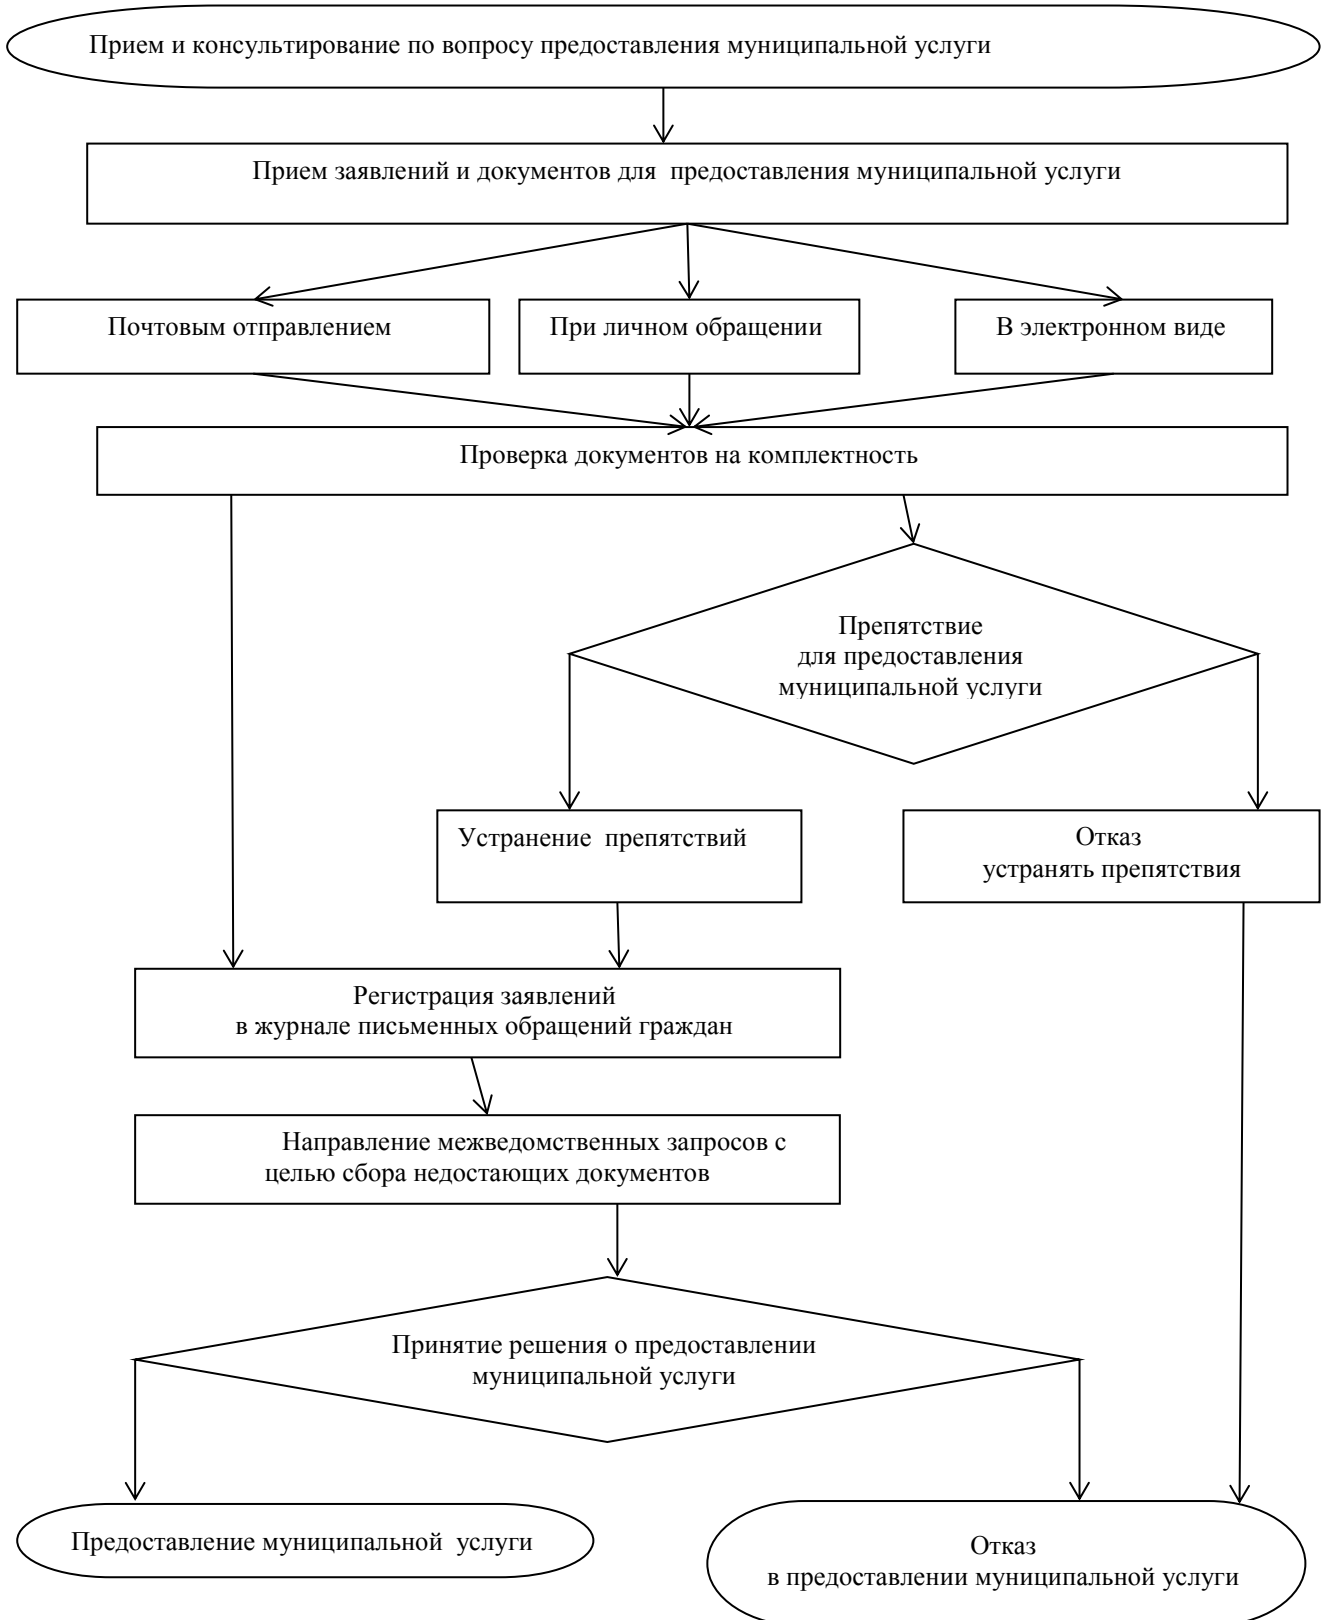 Прием и консультирование по вопросу предоставления муниципальной услуги
Прием заявлений и документов для  предоставления муниципальной услуги
Почтовым отправлением
При личном обращении
В электронном виде
Проверка документов на комплектность
Препятствие
для предоставления
муниципальной услуги
Устранение  препятствий
Отказ
устранять препятствия
Регистрация заявлений
в журнале письменных обращений граждан
Направление межведомственных запросов с
целью сбора недостающих документов
Принятие решения о предоставлении
муниципальной услуги
Предоставление муниципальной  услуги
Отказ
в предоставлении муниципальной услуги